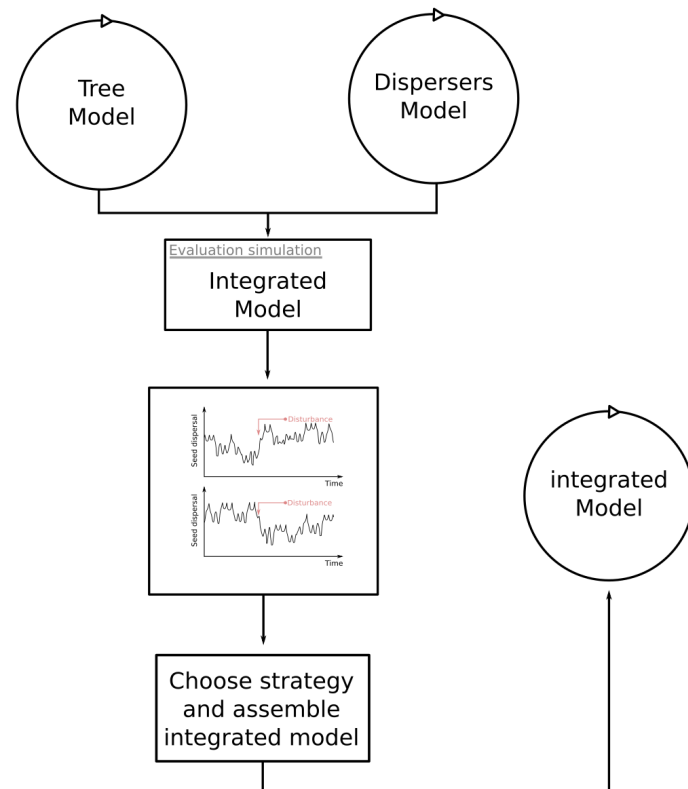 Tree
Model
Dispersers
Model
Evaluation simulation
Integrated
Model
Seed dispersal
Disturbance
Time
Seed dispersal
Disturbance
Time
integrated
Model
Choose strategy
and assemble
integrated model